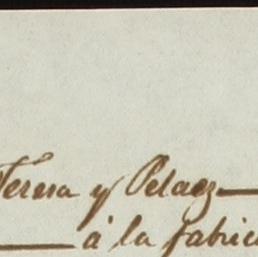 Teresa y Pelaez—
— á la fabric